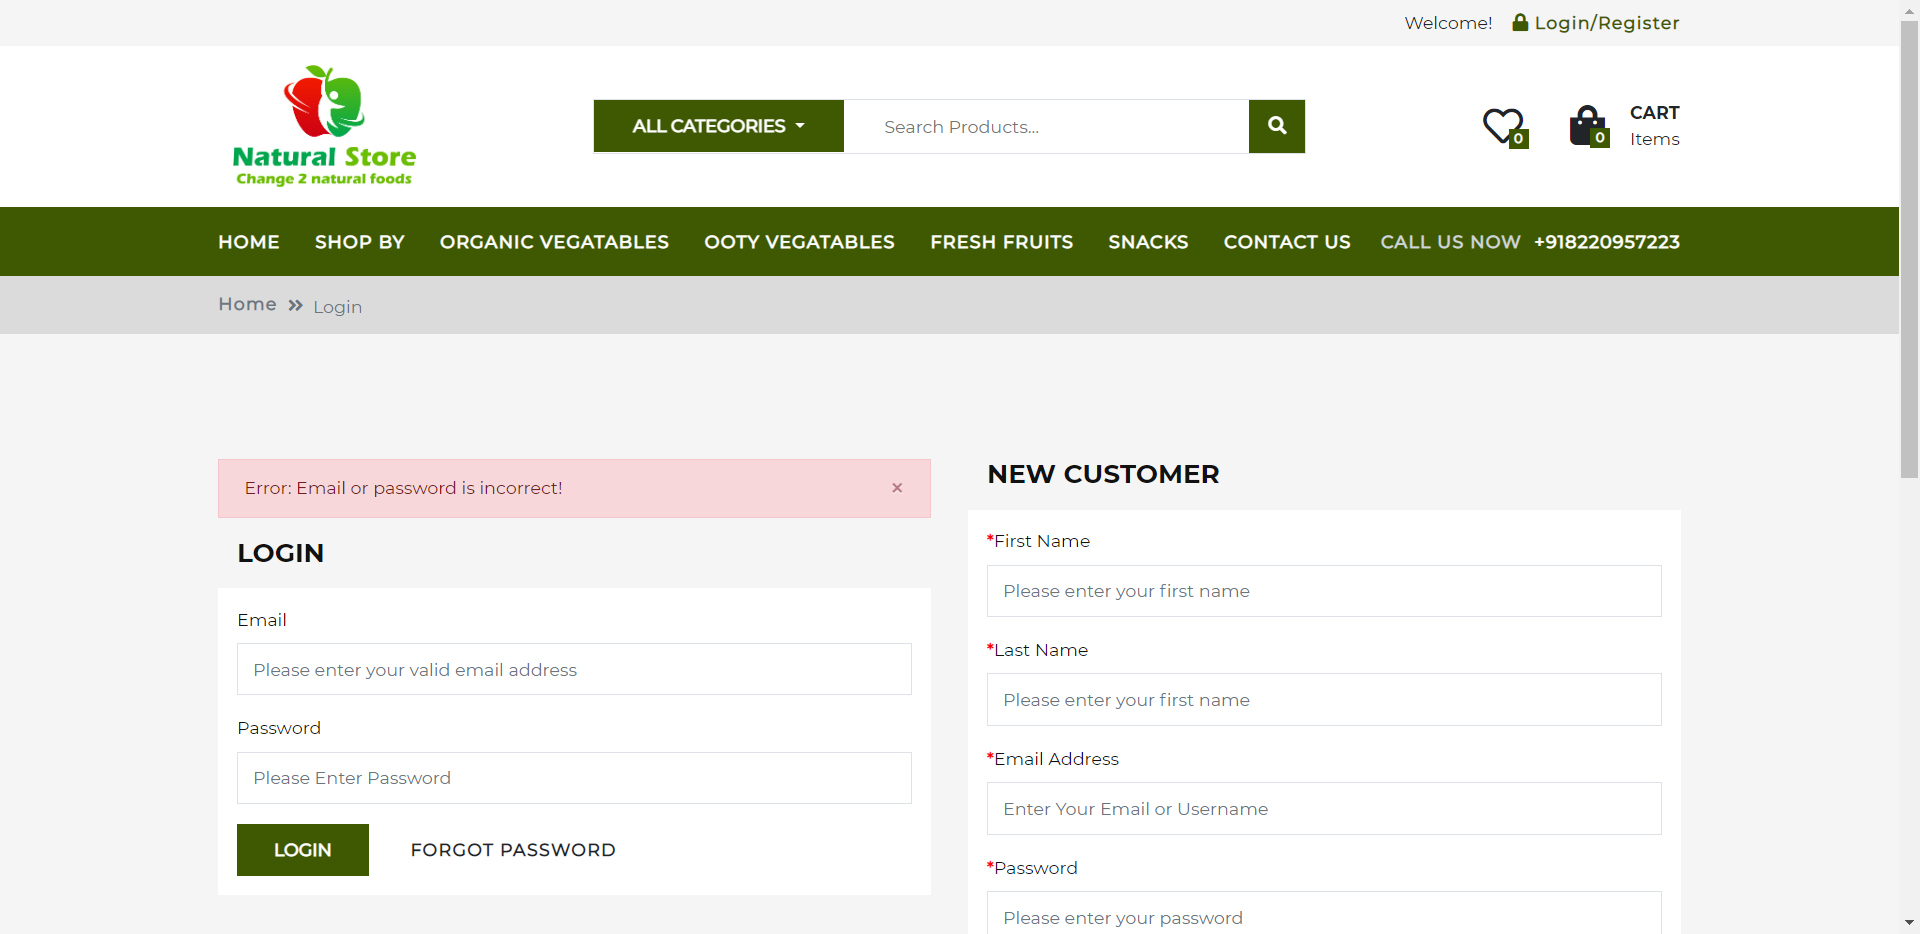 Welcome! Login/Register
Natural Store
Change 2 natural foods
ALL CATEGORIES
Search Products...
0
0
CART
Items
HOME SHOP BY ORGANIC VEGATABLES OOTY VEGATABLES FRESH FRUITS SNACKS CONTACT US CALL US NOW +918220957223
Home » Login
Error: Email or password is incorrect! ×
LOGIN
Email
Please enter your valid email address
Password
Please Enter Password
LOGIN FORGOT PASSWORD
NEW CUSTOMER
*First Name
Please enter your first name
*Last Name
Please enter your first name
*Email Address
Enter Your Email or Username
*Password
Please enter your password